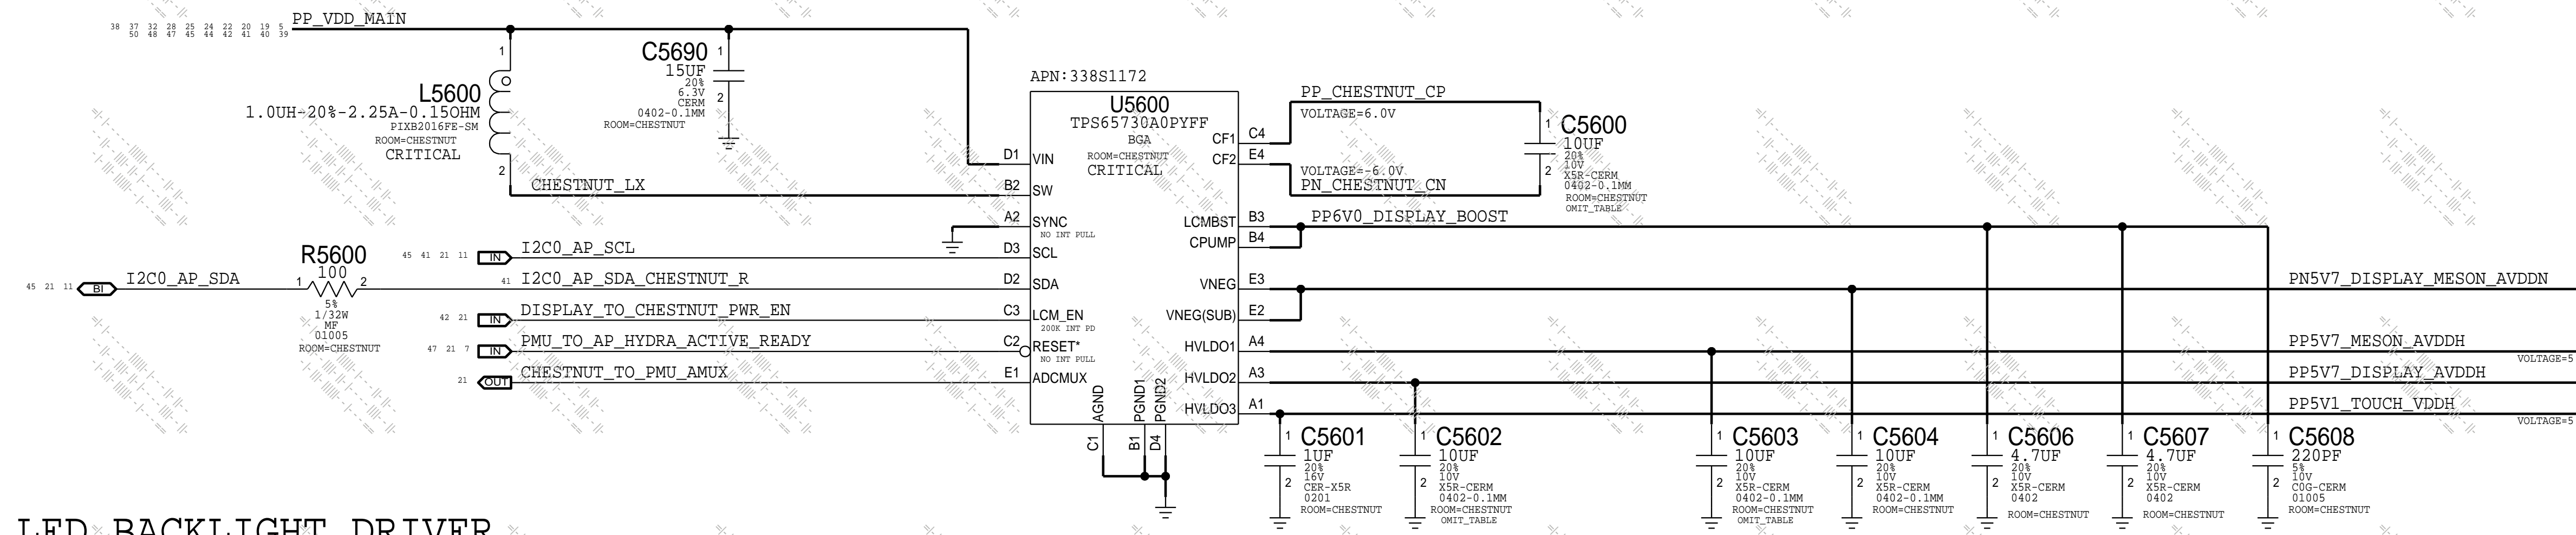 38 37 32 28 25 24 22 20 19 5
50 48 47 45 44 42 41 40 39
PP_VDD_MAIN
1
L5600
1.0UH-20%-2.25A-0.15OHM
PIXB2016FE-SM
ROOM=CHESTNUT
CRITICAL
2
CHESTNUT_LX
C5690
15UF
20%
6.3V
CERM
0402-0.1MM
ROOM=CHESTNUT
1
2
APN:338S1172
U5600
TPS65730A0PYFF
BGA
ROOM=CHESTNUT
CRITICAL
D1 VIN
B2 SW
A2 SYNC
NO INT PULL
D3 SCL
D2 SDA
C3 LCM_EN
200K INT PD
C2 RESET*
NO INT PULL
E1 ADCMUX
AGND
PGND1
PGND2
C1
B1
D4
CF1 C4
CF2 E4
LCMBST B3
CPUMP B4
VNEG E3
VNEG(SUB) E2
HVLDO1 A4
HVLDO2 A3
HVLDO3 A1
45 41 21 11 IN I2C0_AP_SCL
45 21 11 BI I2C0_AP_SDA
R5600
100
1 2
5%
1/32W
MF
01005
ROOM=CHESTNUT
41 I2C0_AP_SDA_CHESTNUT_R
42 21 IN DISPLAY_TO_CHESTNUT_PWR_EN
47 21 7 IN PMU_TO_AP_HYDRA_ACTIVE_READY
21 OUT CHESTNUT_TO_PMU_AMUX
PP_CHESTNUT_CP
VOLTAGE=6.0V
VOLTAGE=-6.0V
PN_CHESTNUT_CN
1
2
C5600
10UF
20%
10V
X5R-CERM
0402-0.1MM
ROOM=CHESTNUT
OMIT_TABLE
PP6V0_DISPLAY_BOOST
PN5V7_DISPLAY_MESON_AVDDN
PP5V7_MESON_AVDDH
VOLTAGE=5
PP5V7_DISPLAY_AVDDH
PP5V1_TOUCH_VDDH
VOLTAGE=5
1
2
C5601
1UF
20%
16V
CER-X5R
0201
ROOM=CHESTNUT
1
2
C5602
10UF
20%
10V
X5R-CERM
0402-0.1MM
ROOM=CHESTNUT
OMIT_TABLE
1
2
C5603
10UF
20%
10V
X5R-CERM
0402-0.1MM
ROOM=CHESTNUT
OMIT_TABLE
1
2
C5604
10UF
20%
10V
X5R-CERM
0402-0.1MM
ROOM=CHESTNUT
1
2
C5606
4.7UF
20%
10V
X5R-CERM
0402
ROOM=CHESTNUT
1
2
C5607
4.7UF
20%
10V
X5R-CERM
0402
ROOM=CHESTNUT
1
2
C5608
220PF
5%
10V
C0G-CERM
01005
ROOM=CHESTNUT
LED BACKLIGHT DRIVER